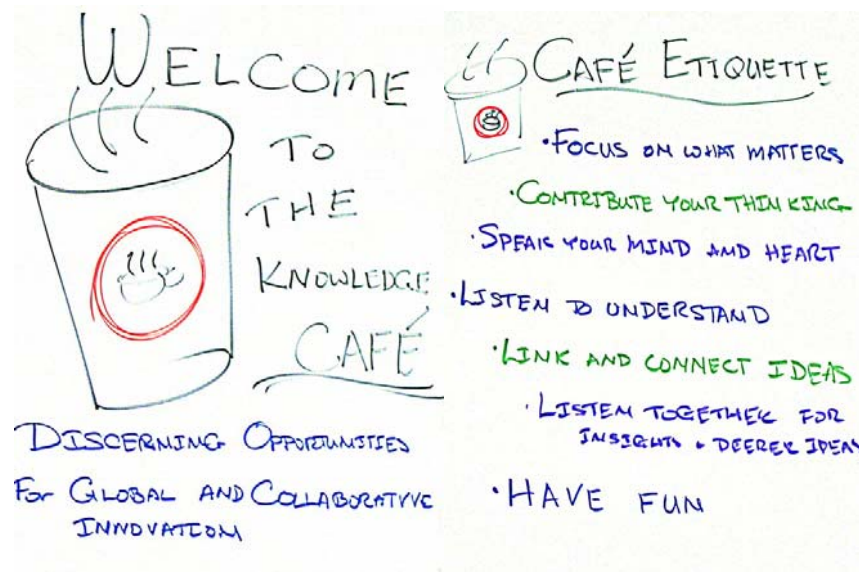 WELCOME
TO
THE
KNOWLEDGE
CAFÉ
DISCERNING OPPORTUNITIES
FOR GLOBAL AND COLLABORATIVE
INNOVATION
CAFÉ ETIQUETTE
·FOCUS ON WHAT MATTERS
·CONTRIBUTE YOUR THINKING
·SPEAK YOUR MIND AND HEART
·LISTEN TO UNDERSTAND
·LINK AND CONNECT IDEAS
·LISTEN TOGETHER FOR
INSIGHTS + DEEPER IDEAS
·HAVE FUN